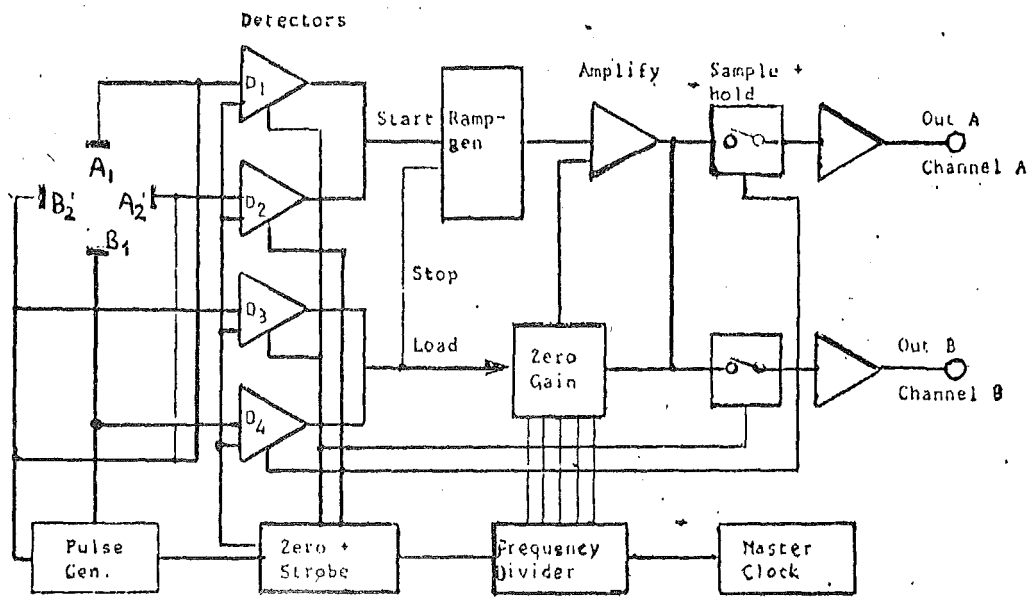 Detectors
Amplify
Sample +
hold
D1
Start
Ramp-
gen
Out A
Channel A
A1
B2'
A2'
D2
B1
Stop
D3
Load
Zero
Gain
Out B
Channel B
D4
Pulse
Gen.
Zero +
Strobe
Frequency
Divider
Master
Clock